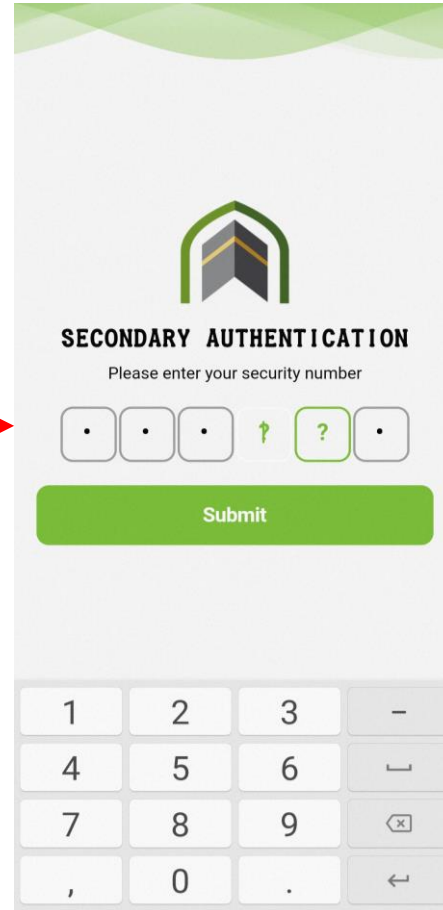 SECONDARY AUTHENTICATION
Please enter your security number
• • • ? •
Submit
1 2 3 –
4 5 6
7 8 9
, 0 .